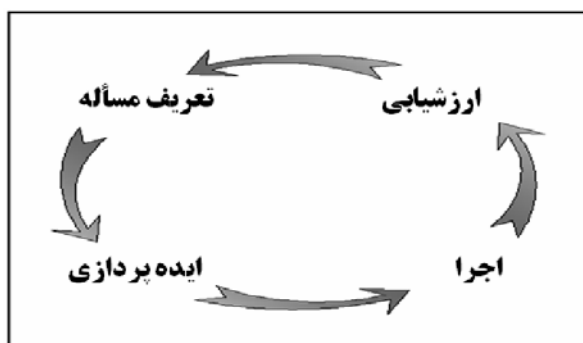 ارزشیابی
تعریف مسأله
اجرا
ایده پردازی